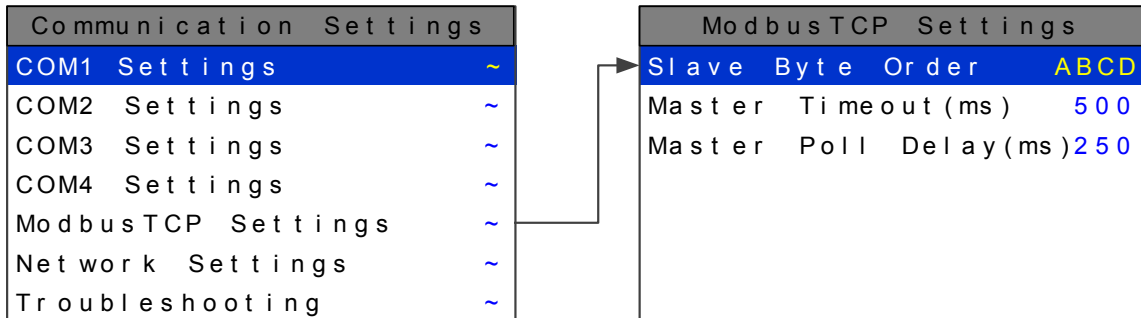 Communication Settings
COM1 Settings ~
COM2 Settings ~
COM3 Settings ~
COM4 Settings ~
ModbusTCP Settings ~
Network Settings ~
Troubleshooting ~
ModbusTCP Settings
Slave Byte Order ABCD
Master Timeout(ms) 500
Master Poll Delay(ms)250